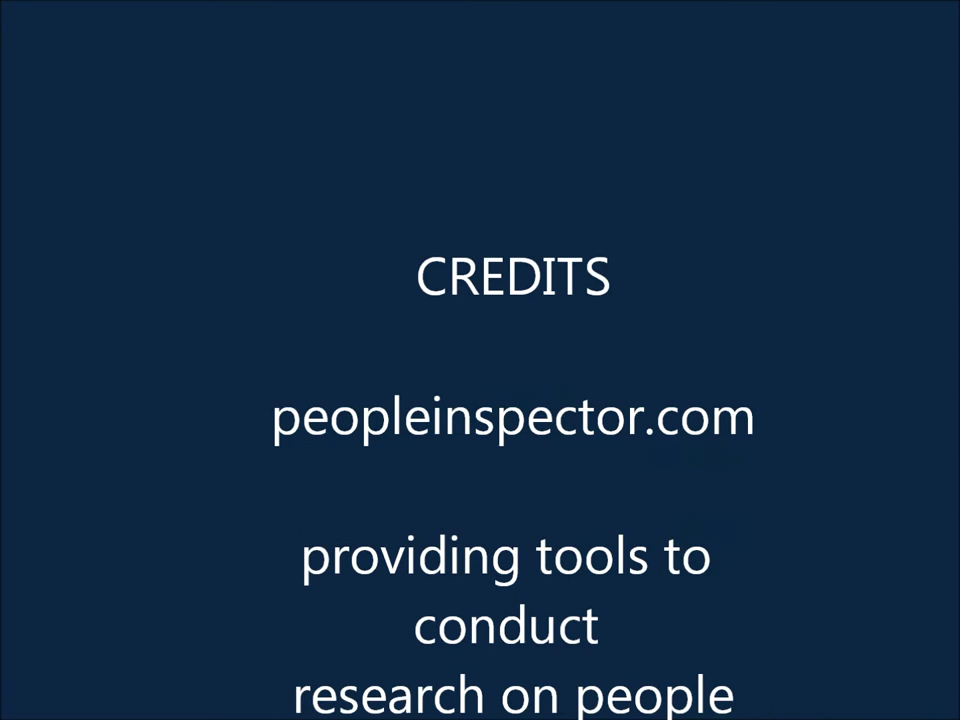 CREDITS
peopleinspector.com
providing tools to
conduct
research on people